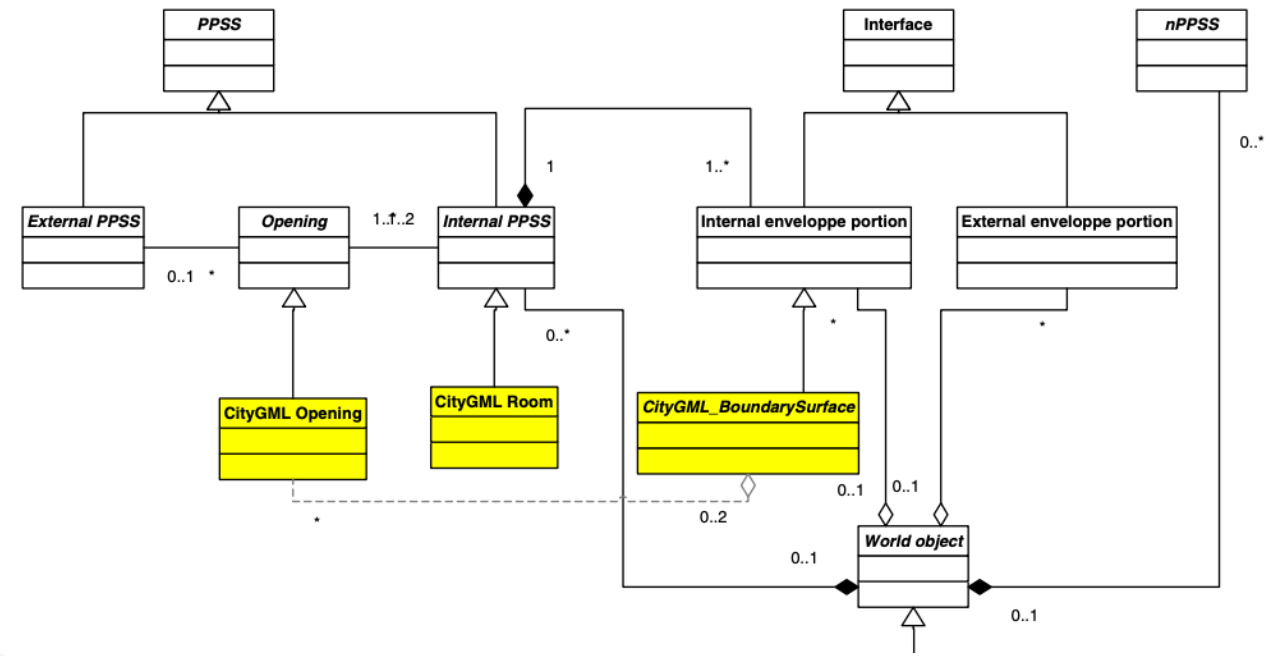 PPSS
Interface
nPPSS
0..*
1
1..*
External PPSS
Opening
1..
..2
Internal PPSS
Internal enveloppe portion
External enveloppe portion
0..1
*
0..*
*
*
CityGML Opening
CityGML Room
CityGML_BoundarySurface
*
0..2
0..1
0..1
World object
0..1
0..1